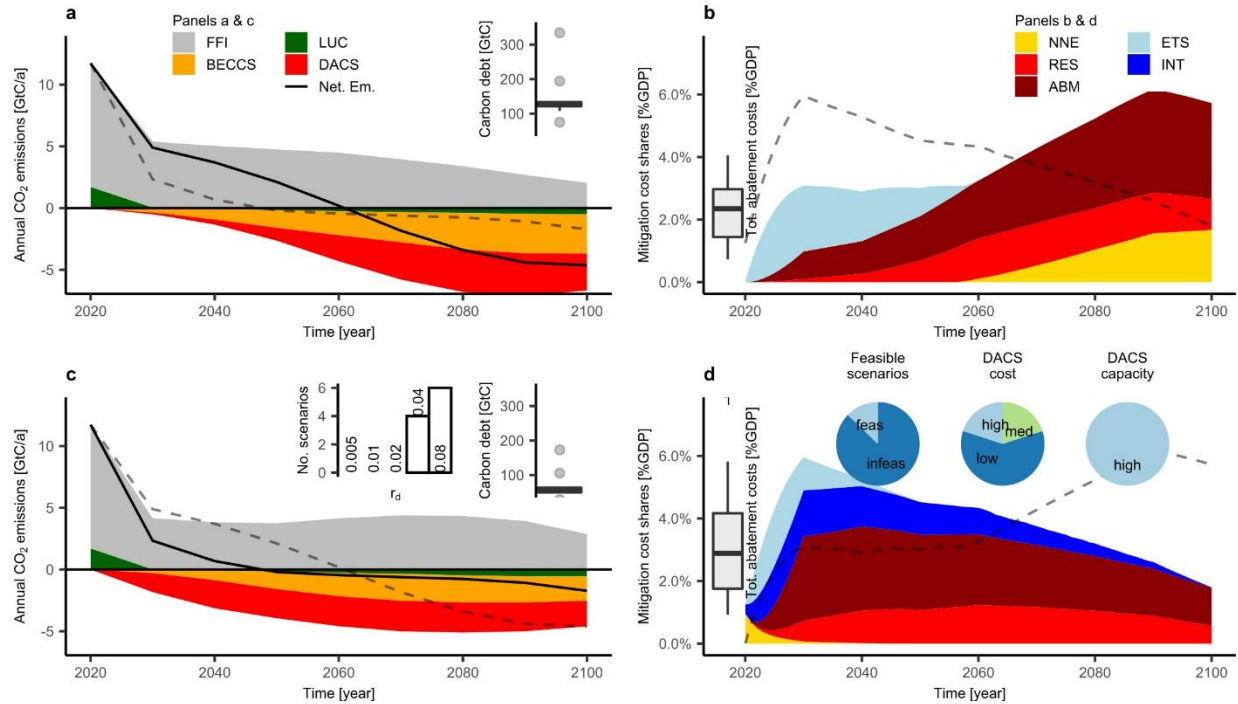 a
Panels a & c
FFI
LUC
BECCS
DACS
Net. Em.
Annual CO₂ emissions [GtC/a]
10
5
0
-5
2020
2040
2060
2080
2100
Time [year]
Carbon debt [GtC]
300
200
100
b
Panels b & d
NNE
ETS
RES
INT
ABM
Mitigation cost shares [%GDP]
6.0%
4.0%
2.0%
0.0%
Tot. abatement costs [%GDP]
2020
2040
2060
2080
2100
Time [year]
c
Annual CO₂ emissions [GtC/a]
10
5
0
-5
2020
2040
2060
2080
2100
Time [year]
No. scenarios
6
4
2
0
0.005
0.01
0.02
0.04
0.08
r_d
Carbon debt [GtC]
300
200
100
d
Feasible
scenarios
feas
infeas
DACS
cost
high
med
low
DACS
capacity
high
Mitigation cost shares [%GDP]
6.0%
4.0%
2.0%
0.0%
Tot. abatement costs [%GDP]
2020
2040
2060
2080
2100
Time [year]